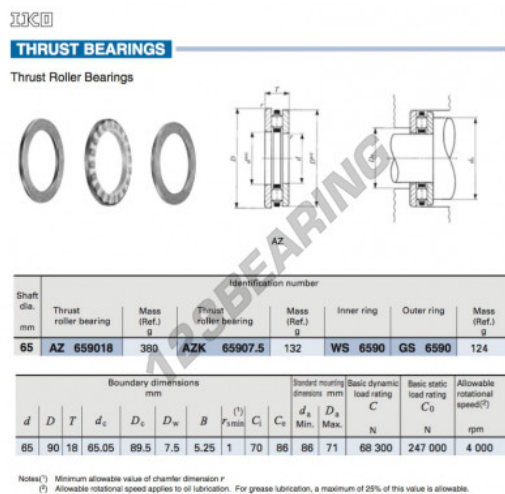 IKO
THRUST BEARINGS
Thrust Roller Bearings
T
r
D
d
Da
da
AZ
123BEARING
Identification number
Shaft dia. mm
Thrust roller bearing
Mass (Ref.) g
Thrust roller bearing
Mass (Ref.) g
Inner ring
Outer ring
Mass (Ref.) g
65 AZ 659018 380 AZK 65907.5 132 WS 6590 GS 6590 124
Boundary dimensions mm
Standard mounting dimensions mm
Basic dynamic load rating C N
Basic static load rating C0 N
Allowable rotational speed(2) rpm
d D T dc Dc Dw B rs min(1) Ci Ce da Min. Da Max.
65 90 18 65.05 89.5 7.5 5.25 1 70 86 86 71 68 300 247 000 4 000
Notes(1) Minimum allowable value of chamfer dimension r
(2) Allowable rotational speed applies to oil lubrication. For grease lubrication, a maximum of 25% of this value is allowable.